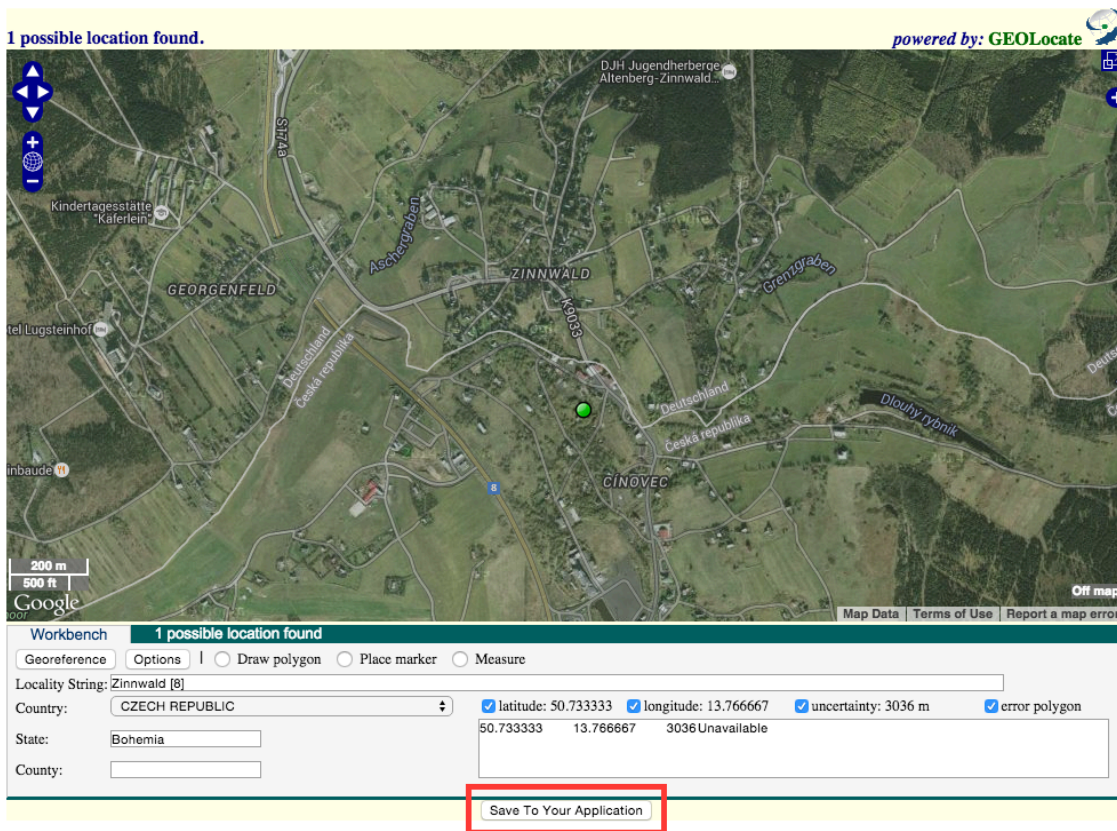 1 possible location found.
powered by: GEOLocate
DJH Jugendherberge
Altenberg-Zinnwald...
S174a
Kindertagesstätte
"Käferlein"
Aschergraben
ZINNWALD
Grenzgraben
GEORGENFELD
K9033
tel Lugsteinhof
Deutschland
Česká republika
Deuts
Deutschland
Česká republika
Dlouhý rybník
inbaude
CÍNOVEC
8
200 m
500 ft
Google
Off map
Map Data
Terms of Use
Report a map error
Workbench
1 possible location found
Georeference
Options
|
Draw polygon
Place marker
Measure
Locality String: Zinnwald [8]
Country: CZECH REPUBLIC
latitude: 50.733333
longitude: 13.766667
uncertainty: 3036 m
error polygon
50.733333 13.766667 3036 Unavailable
State: Bohemia
County:
Save To Your Application